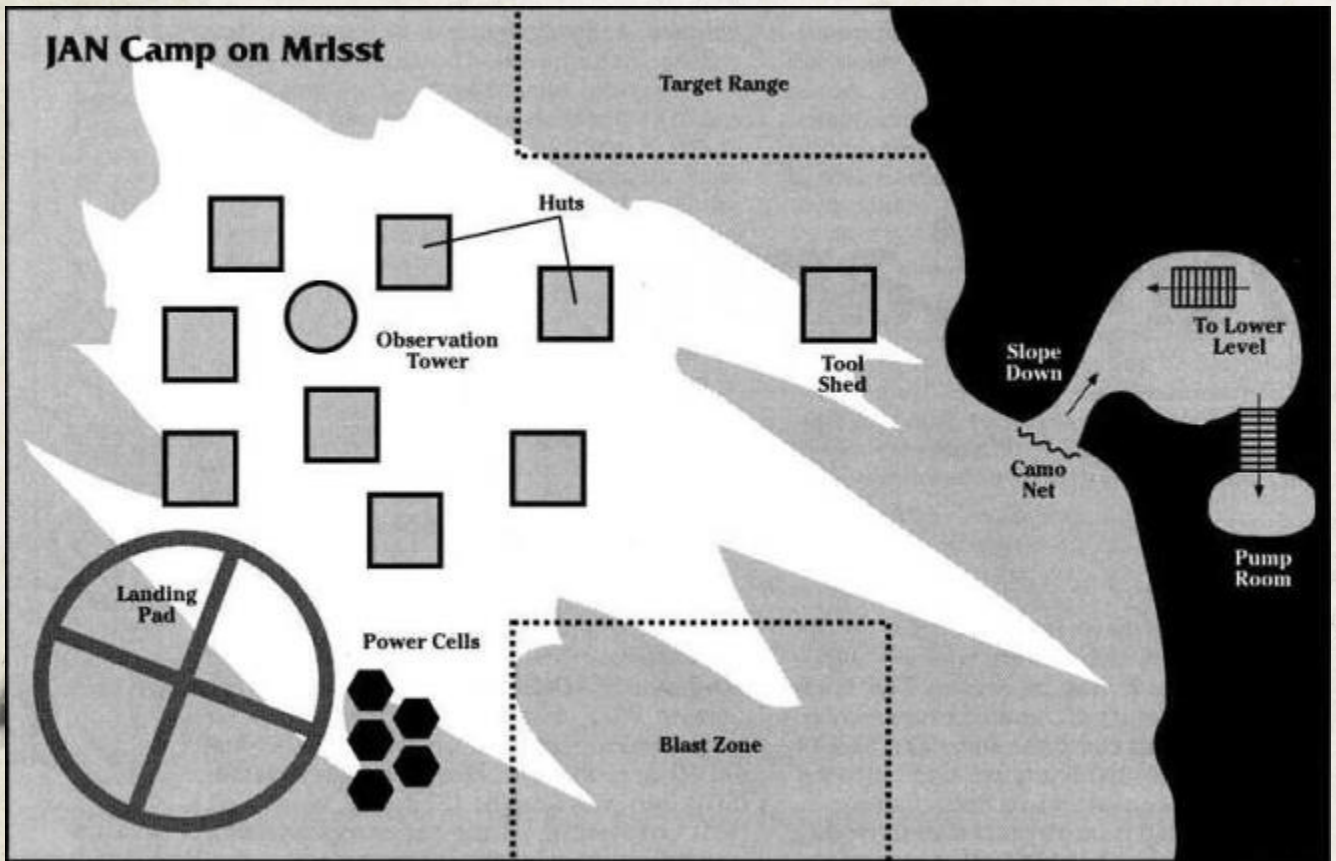 JAN Camp on Mrlsst
Target Range
Huts
Observation
Tower
Tool
Shed
Slope
Down
To Lower
Level
Camo
Net
Pump
Room
Landing
Pad
Power Cells
Blast Zone